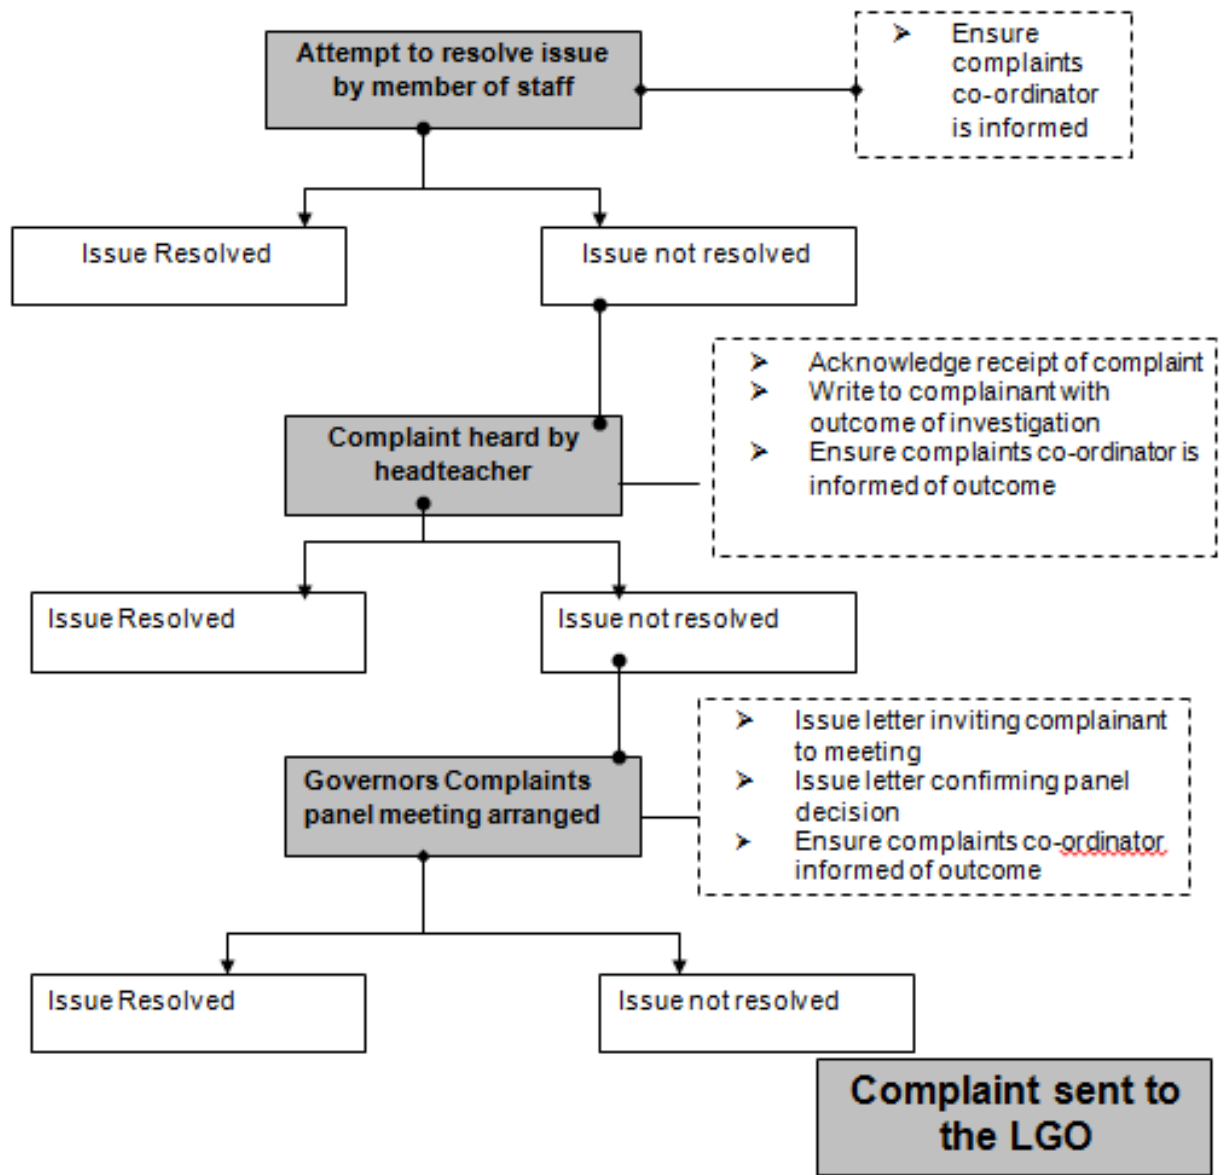 Attempt to resolve issue
by member of staff
➢ Ensure
complaints
co-ordinator
is informed
Issue Resolved
Issue not resolved
➢ Acknowledge receipt of complaint
➢ Write to complainant with
outcome of investigation
➢ Ensure complaints co-ordinator is
informed of outcome
Complaint heard by
headteacher
Issue Resolved
Issue not resolved
➢ Issue letter inviting complainant
to meeting
➢ Issue letter confirming panel
decision
➢ Ensure complaints co-ordinator
informed of outcome
Governors Complaints
panel meeting arranged
Issue Resolved
Issue not resolved
Complaint sent to
the LGO